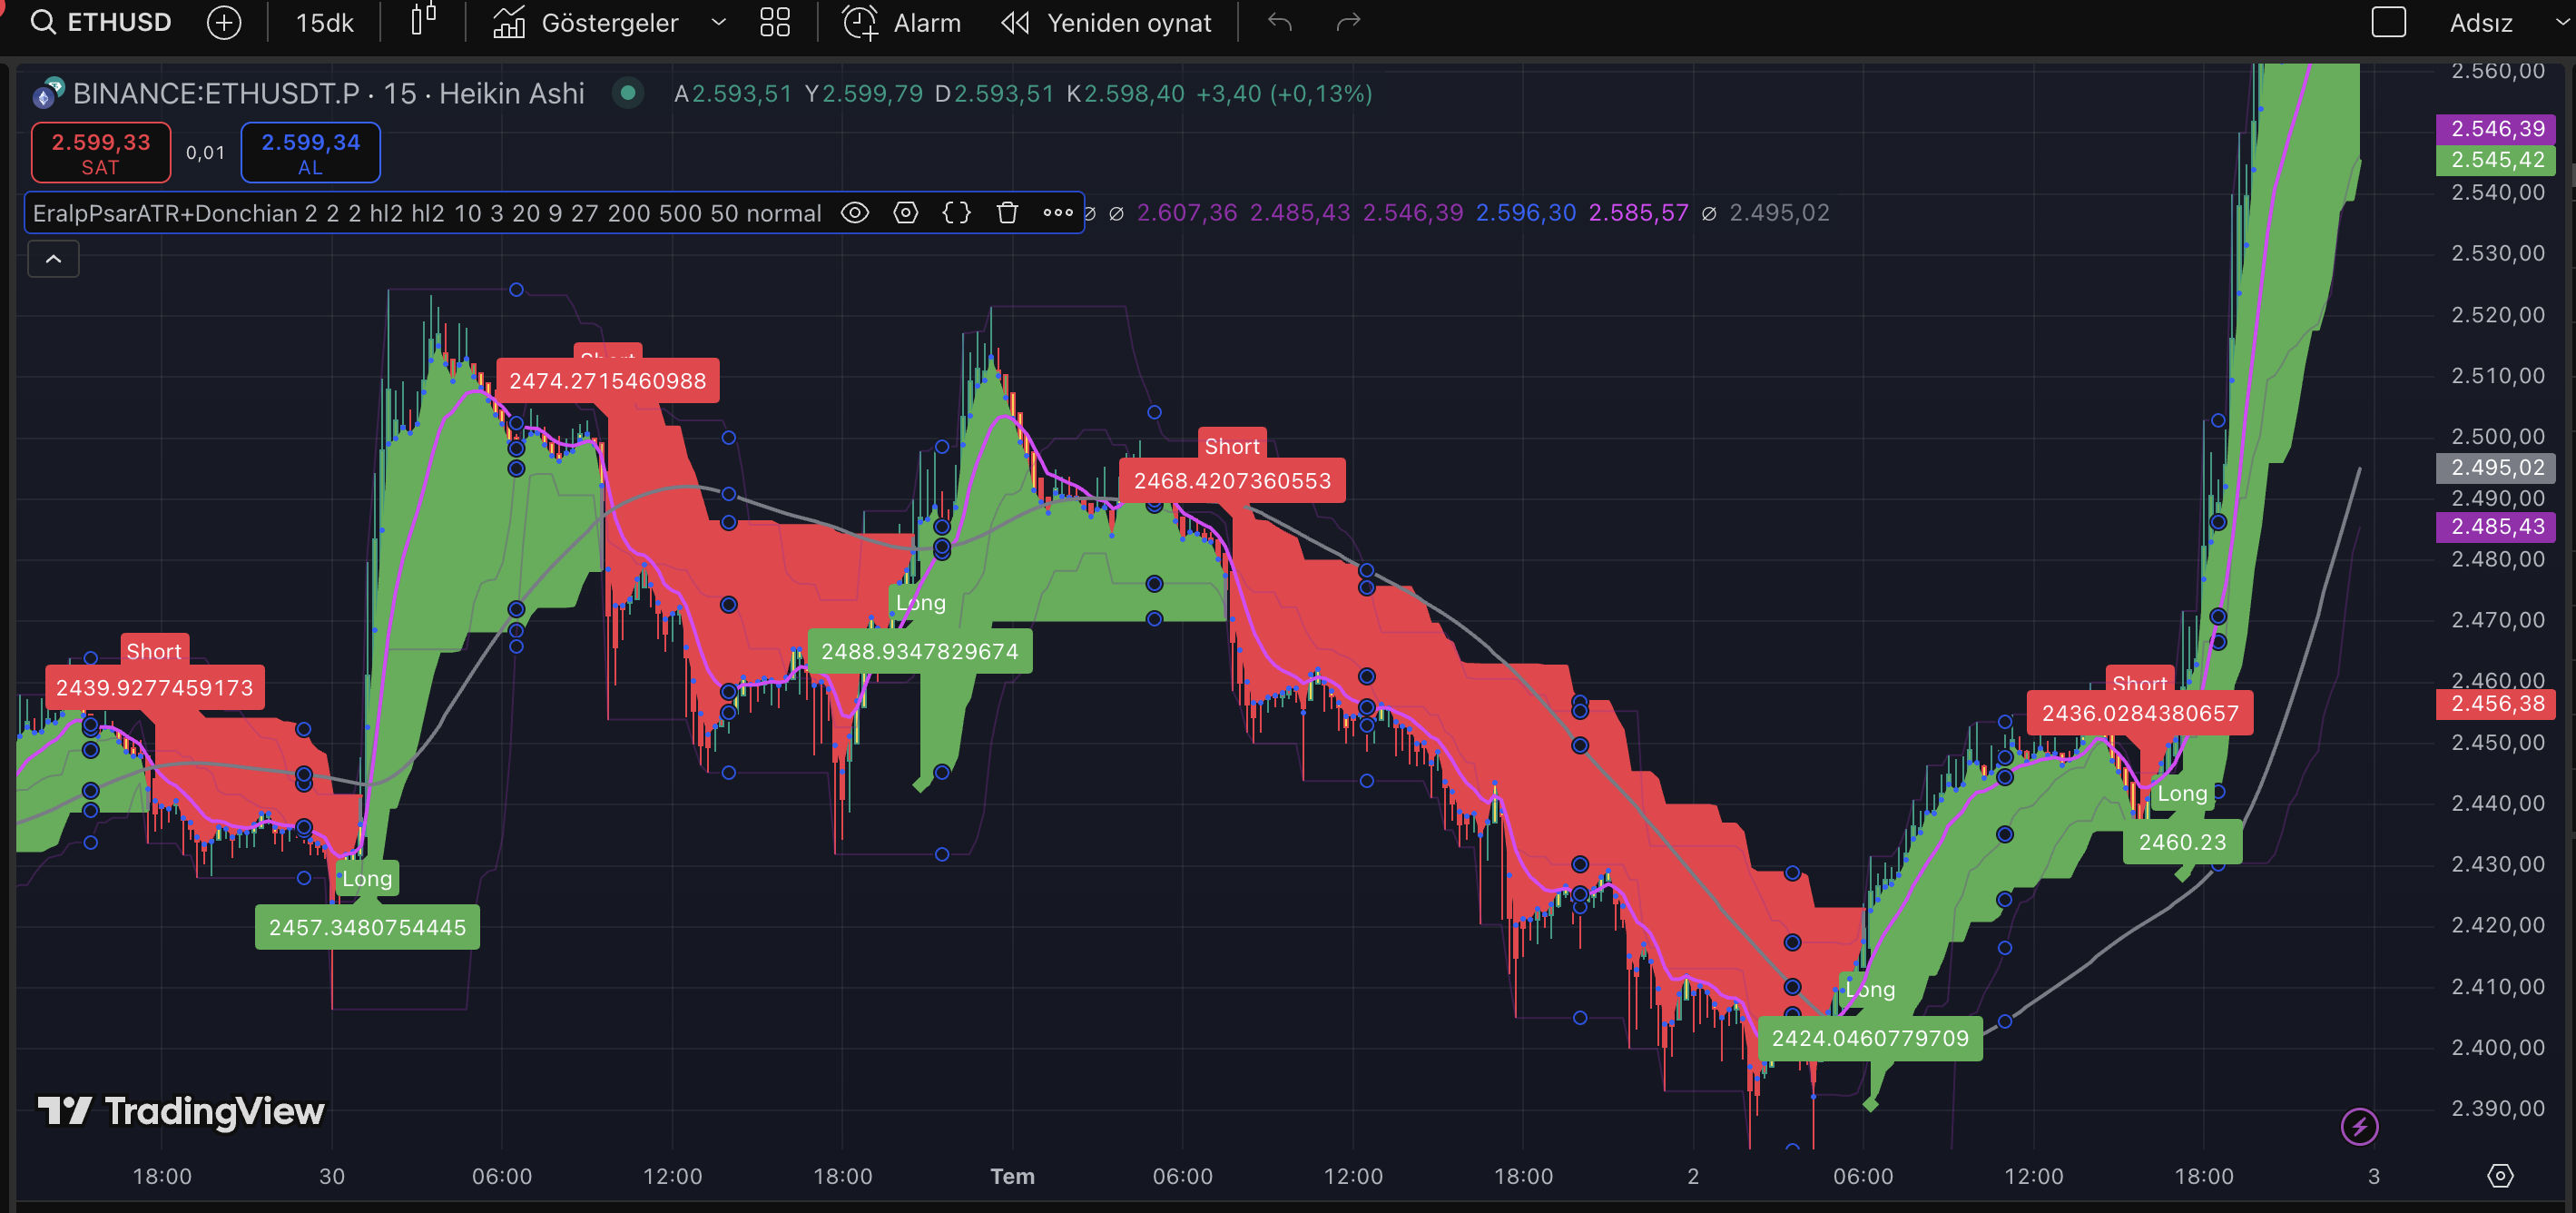 ETHUSD 15dk Göstergeler Alarm Yeniden oynat Adsız
BINANCE:ETHUSDT.P · 15 · Heikin Ashi A2.593,51 Y2.599,79 D2.593,51 K2.598,40 +3,40 (+0,13%)
2.599,33
SAT
0,01
2.599,34
AL
EralpPsarATR+Donchian 2 2 2 hl2 hl2 10 3 20 9 27 200 500 50 normal ∅ ∅ 2.607,36 2.485,43 2.546,39 2.596,30 2.585,57 ∅ 2.495,02
Short
2439.9277459173
Long
2457.3480754445
Short
2474.2715460988
Long
2488.9347829674
Short
2468.4207360553
Long
2424.0460779709
Short
2436.0284380657
Long
2460.23
2.560,00
2.546,39
2.545,42
2.540,00
2.530,00
2.520,00
2.510,00
2.500,00
2.495,02
2.490,00
2.485,43
2.480,00
2.470,00
2.460,00
2.456,38
2.450,00
2.440,00
2.430,00
2.420,00
2.410,00
2.400,00
2.390,00
TradingView
18:00 30 06:00 12:00 18:00 Tem 06:00 12:00 18:00 2 06:00 12:00 18:00 3